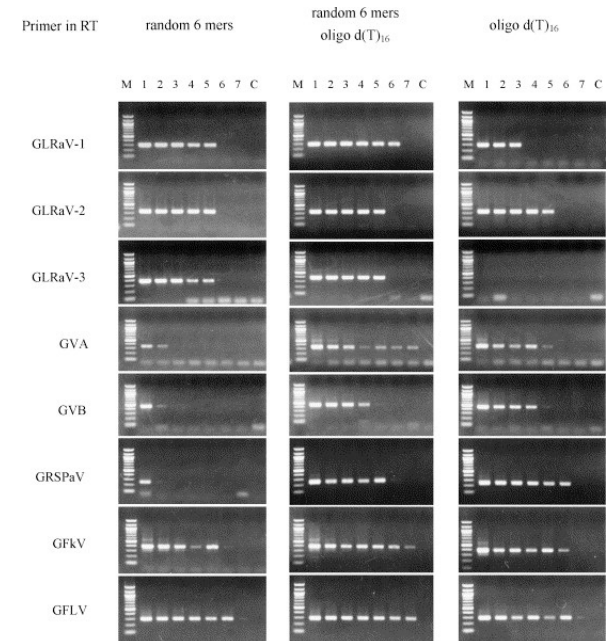 random 6 mers
Primer in RT random 6 mers oligo d(T)₁₆ oligo d(T)₁₆
M 1 2 3 4 5 6 7 C M 1 2 3 4 5 6 7 C M 1 2 3 4 5 6 7 C
GLRaV-1
GLRaV-2
GLRaV-3
GVA
GVB
GRSPaV
GFkV
GFLV